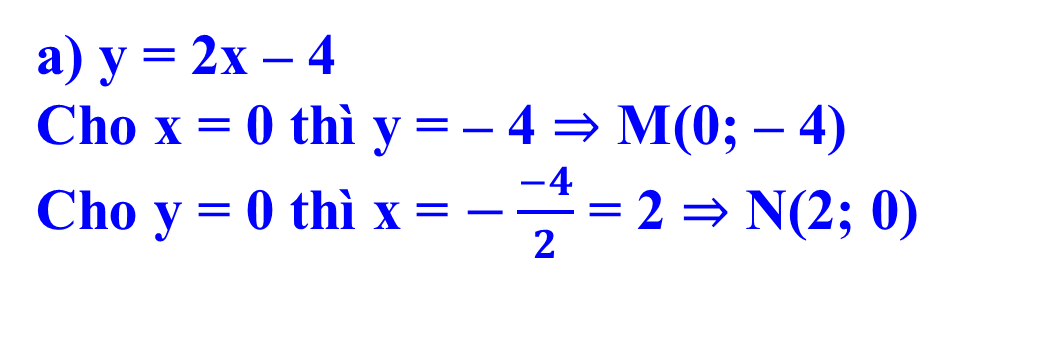 a) y = 2x – 4
Cho x = 0 thì y = – 4 ⇒ M(0; – 4)
Cho y = 0 thì x = − −4/2 = 2 ⇒ N(2; 0)